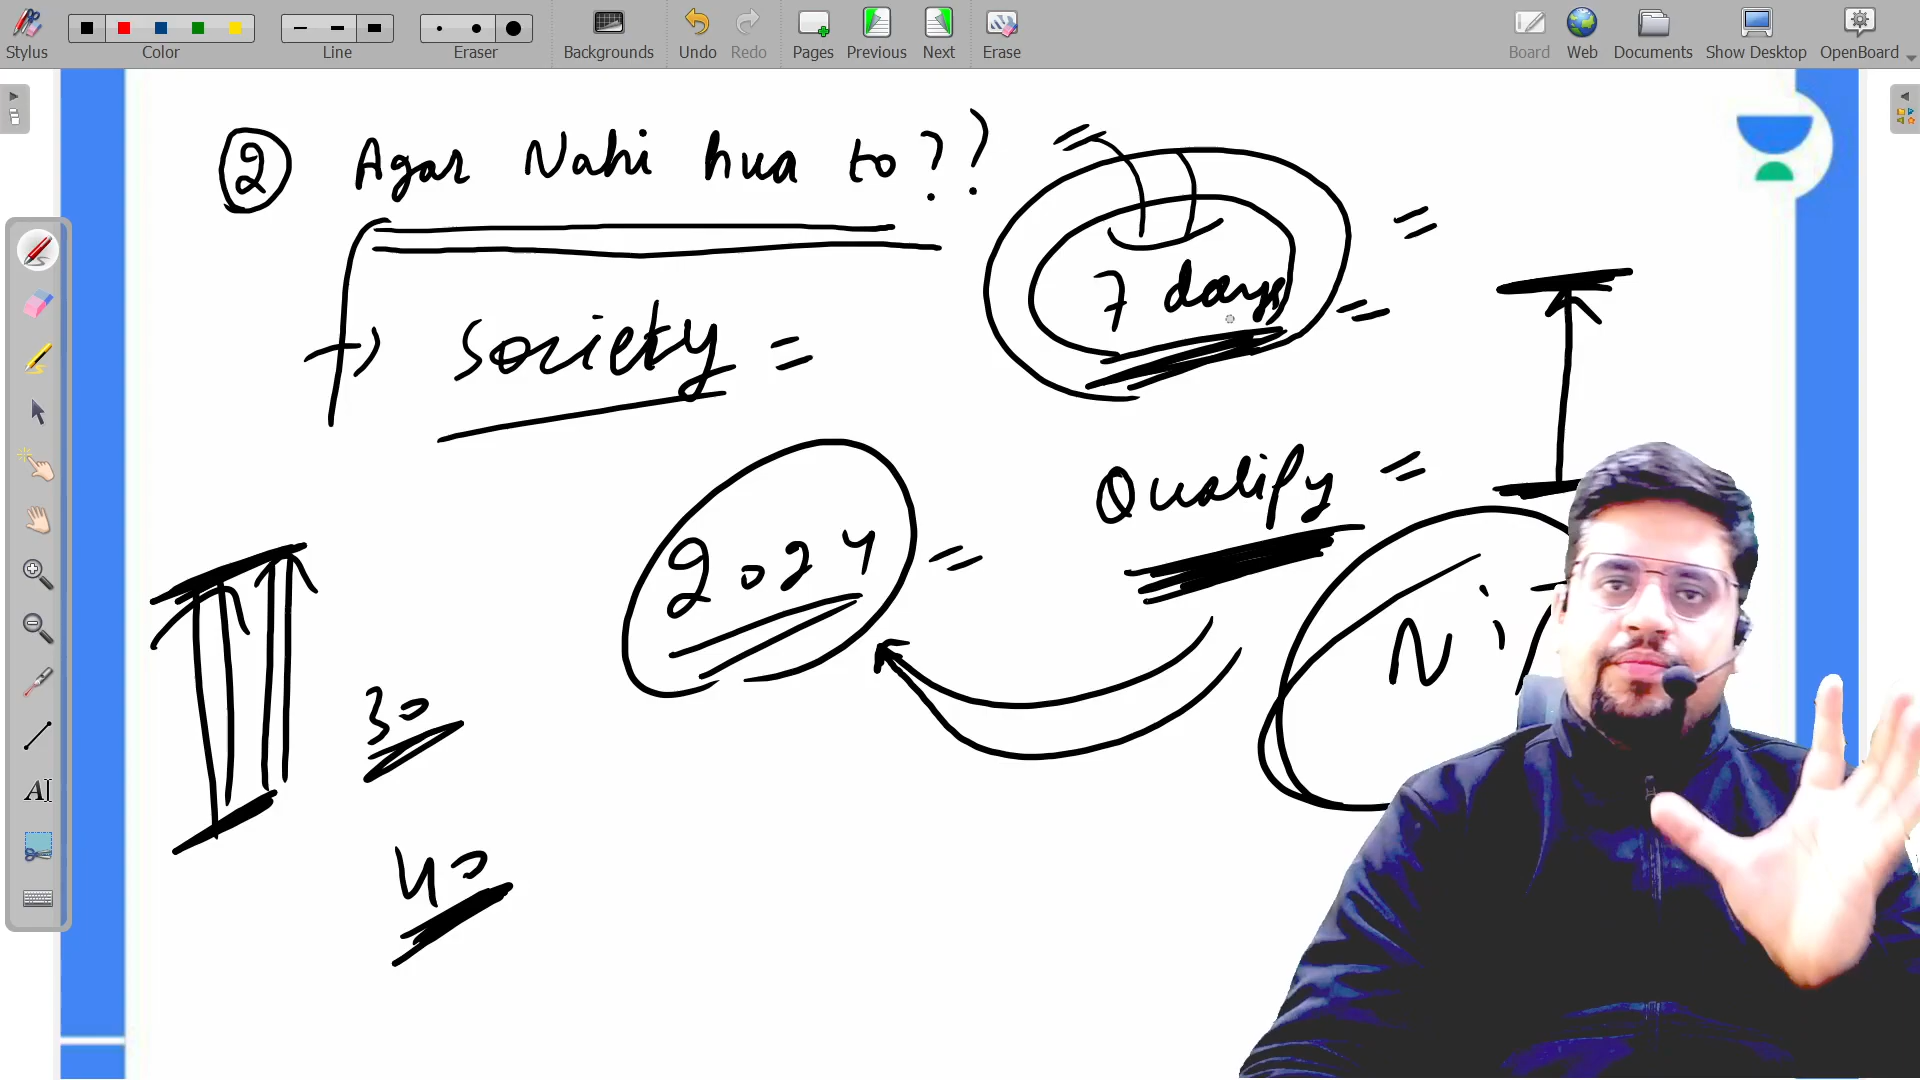 Stylus
Color
Line
Eraser
Backgrounds
Undo
Redo
Pages
Previous
Next
Erase
Board
Web
Documents
Show Desktop
OpenBoard
2 Agar Nahi hua to??
7 days
→ Society =
Qualify =
2024 =
Ni
30
40